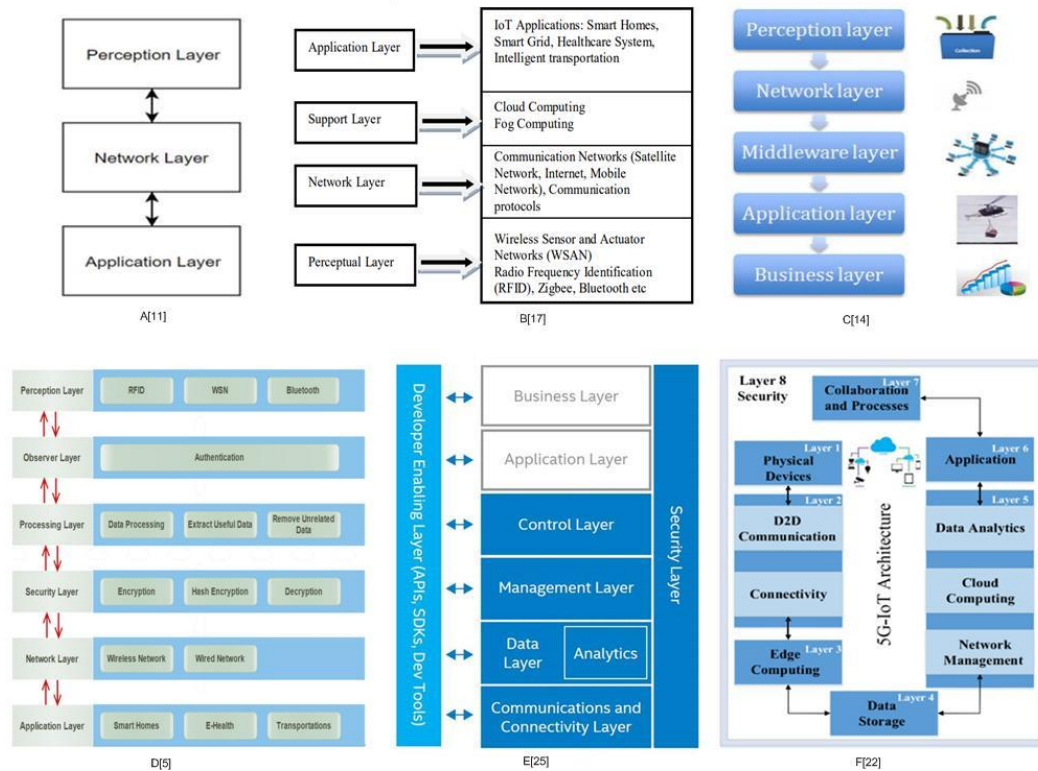 Perception Layer
Network Layer
Application Layer
A[11]
Application Layer
IoT Applications: Smart Homes,
Smart Grid, Healthcare System,
Intelligent transportation
Support Layer
Cloud Computing
Fog Computing
Network Layer
Communication Networks (Satellite
Network, Internet, Mobile
Network), Communication
protocols
Perceptual Layer
Wireless Sensor and Actuator
Networks (WSAN)
Radio Frequency Identification
(RFID), Zigbee, Bluetooth etc
B[17]
Perception layer
Collection
Network layer
Middleware layer
Application layer
Business layer
C[14]
Perception Layer
RFID
WSN
Bluetooth
Observer Layer
Authentication
Processing Layer
Data Processing
Extract Useful Data
Remove Unrelated
Data
Security Layer
Encryption
Hash Encryption
Decryption
Network Layer
Wireless Network
Wired Network
Application Layer
Smart Homes
E-Health
Transportations
D[5]
Developer Enabling Layer (APIs, SDKs, Dev Tools)
Business Layer
Application Layer
Control Layer
Management Layer
Data
Layer
Analytics
Communications and
Connectivity Layer
Security Layer
E[25]
Layer 8
Security
Layer 7
Collaboration
and Processes
Layer 1
Physical
Devices
Layer 2
D2D
Communication
Connectivity
Layer 3
Edge
Computing
Layer 4
Data
Storage
5G-IoT Architecture
Layer 6
Application
Layer 5
Data Analytics
Cloud
Computing
Network
Management
F[22]